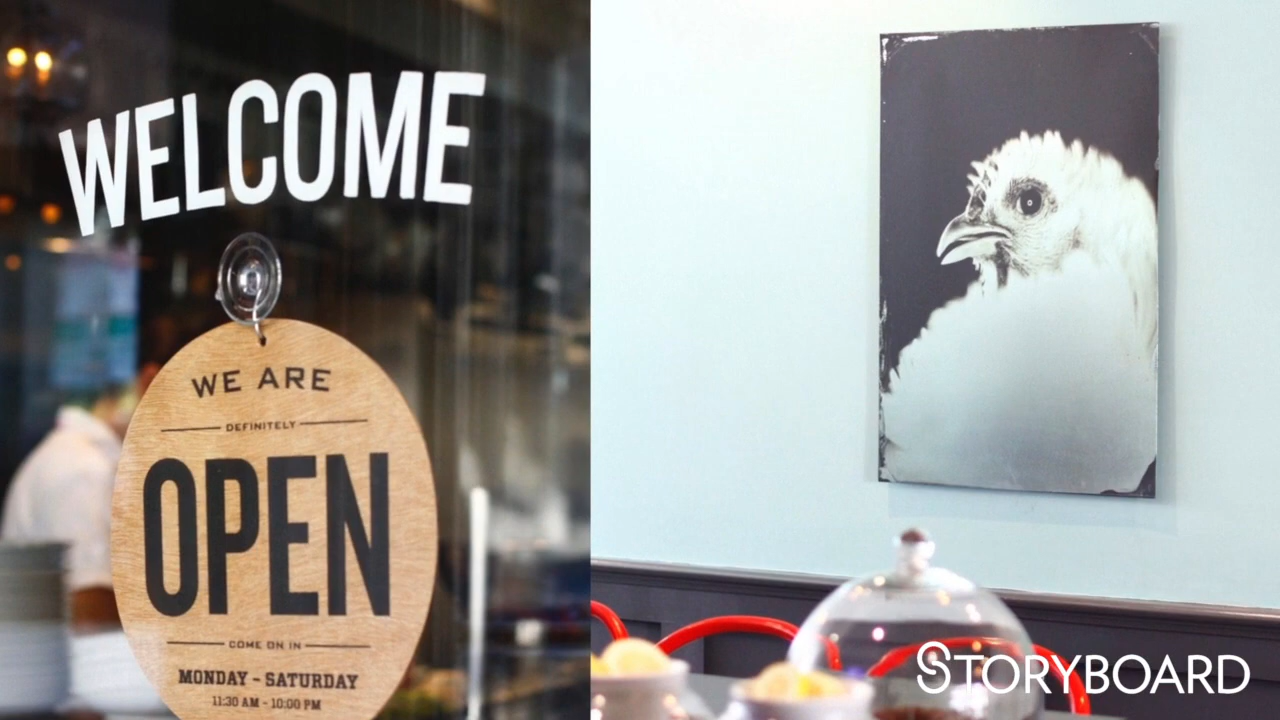 WELCOME
WE ARE
DEFINITELY
OPEN
COME ON IN
MONDAY – SATURDAY
11:30 AM - 10:00 PM
STORYBOARD